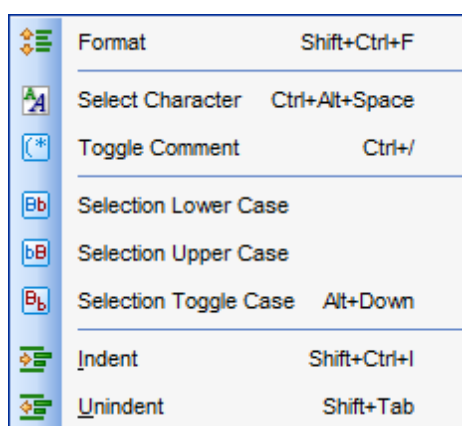 Format Shift+Ctrl+F
Select Character Ctrl+Alt+Space
Toggle Comment Ctrl+/
Selection Lower Case
Selection Upper Case
Selection Toggle Case Alt+Down
Indent Shift+Ctrl+I
Unindent Shift+Tab